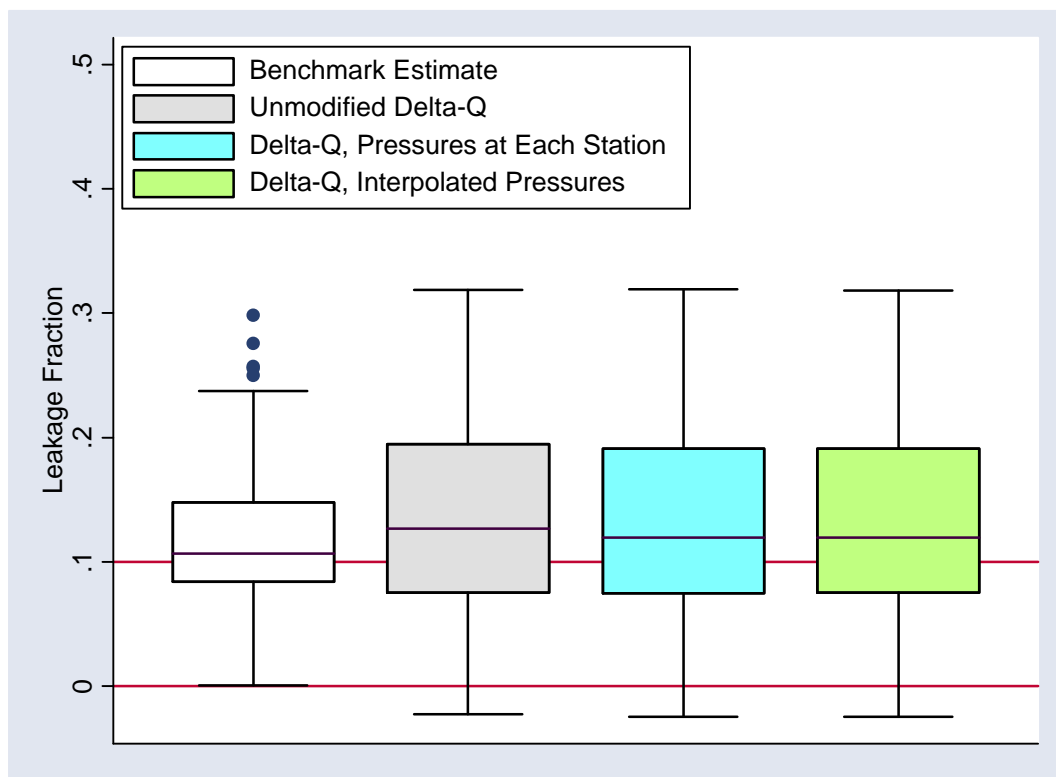 Benchmark Estimate
Unmodified Delta-Q
Delta-Q, Pressures at Each Station
Delta-Q, Interpolated Pressures
Leakage Fraction
.5
.4
.3
.2
.1
0